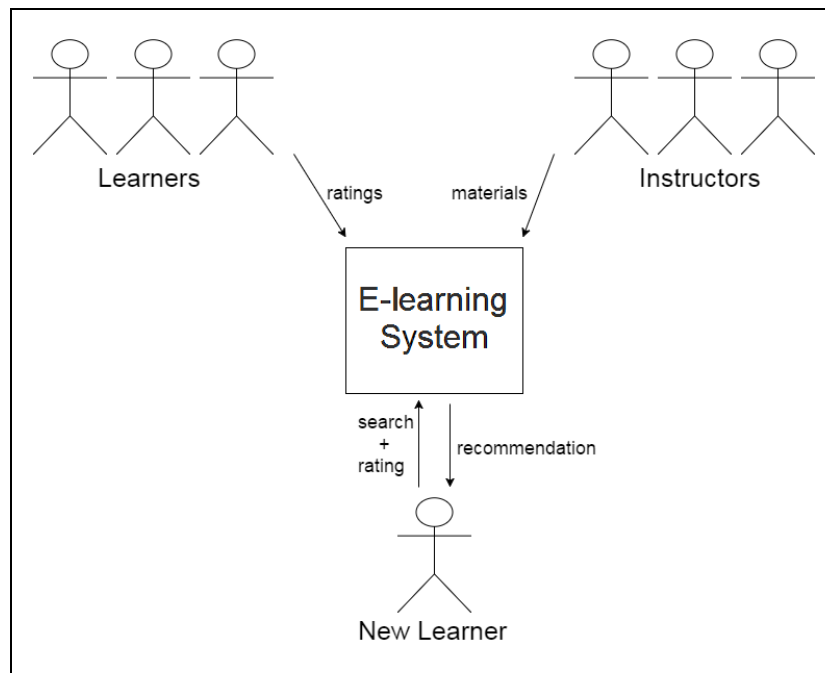 Learners
Instructors
ratings
materials
E-learning
System
search
+
rating
recommendation
New Learner